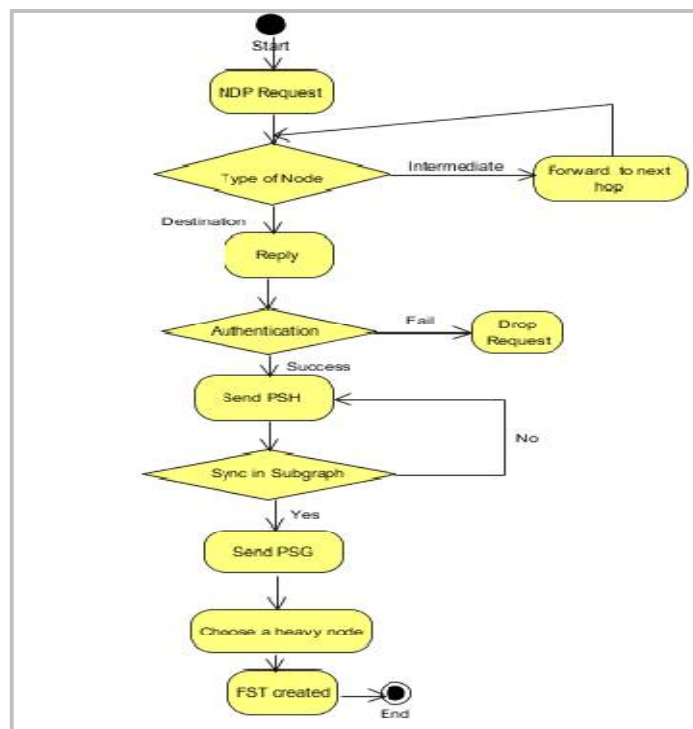 Start
NDP Request
Type of Node
Intermediate
Forward to next
hop
Destination
Reply
Authentication
Fail
Drop
Request
Success
Send PSH
No
Sync in Subgraph
Yes
Send PSG
Choose a heavy node
FST created
End